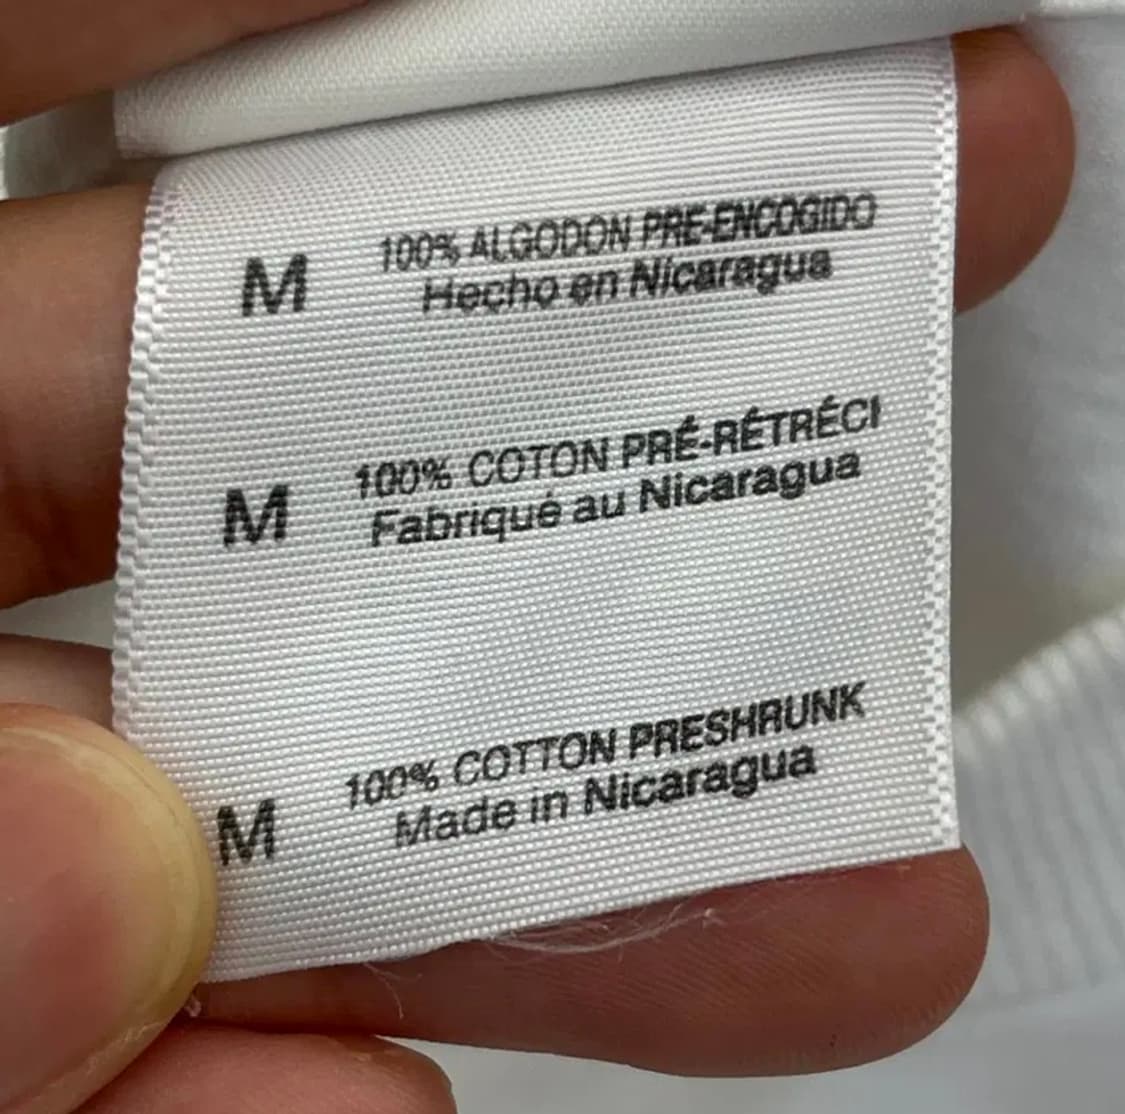 M 100% ALGODON PRE-ENCOGIDO
Hecho en Nicaragua
M 100% COTON PRÉ-RÉTRÉCI
Fabriqué au Nicaragua
M 100% COTTON PRESHRUNK
Made in Nicaragua